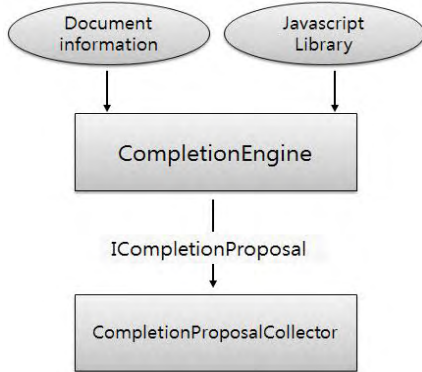 Document
information
Javascript
Library
CompletionEngine
ICompletionProposal
CompletionProposalCollector